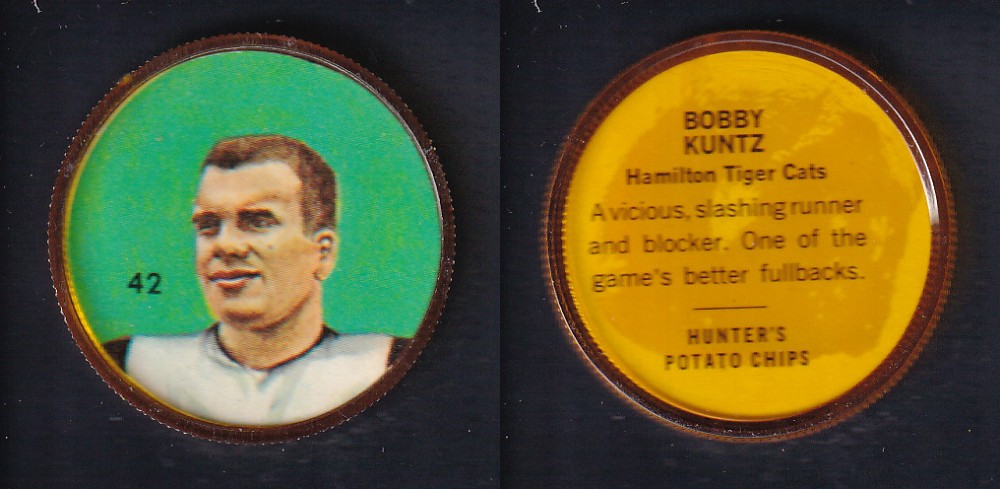 42
BOBBY
KUNTZ
Hamilton Tiger Cats
A vicious, slashing runner
and blocker. One of the
game's better fullbacks.
HUNTER'S
POTATO CHIPS